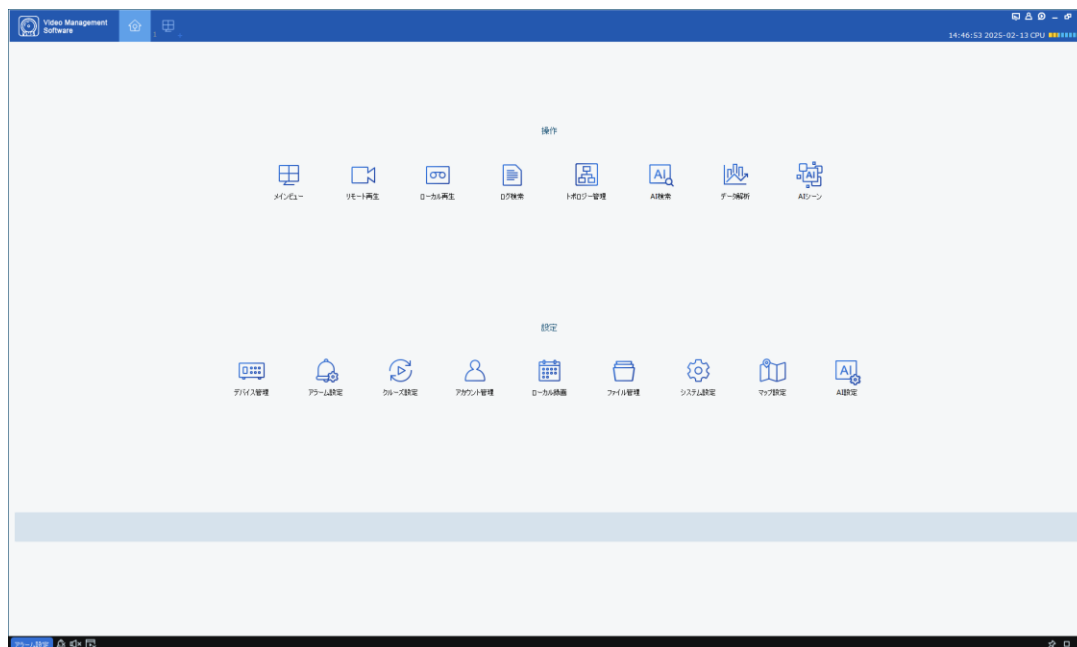 Video Management
Software
1
14:46:53 2025-02-13 CPU
操作
メインビュー
リモート再生
ローカル再生
ログ検索
トポロジー管理
AI検索
データ解析
AIシーン
設定
デバイス管理
アラーム設定
クルーズ設定
アカウント管理
ローカル録画
ファイル管理
システム設定
マップ設定
AI設定
アラーム設定